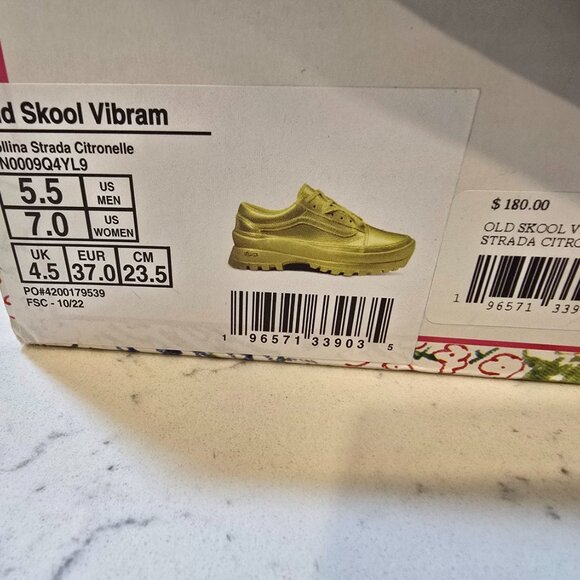 ld Skool Vibram
ollina Strada Citronelle
N0009Q4YL9
5.5 US MEN
7.0 US WOMEN
UK EUR CM
4.5 37.0 23.5
PO#4200179539
FSC - 10/22
1 96571 33903 5
$ 180.00
OLD SKOOL V
STRADA CITRO
1 96571 339